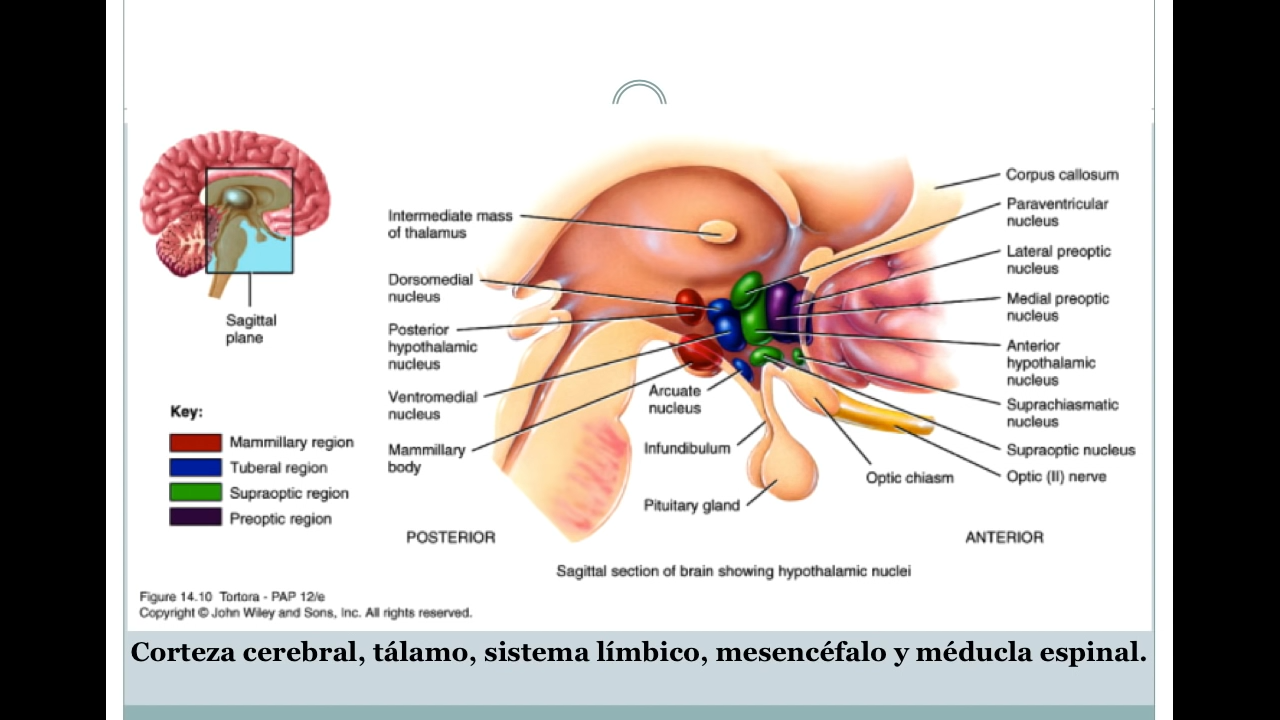 Corpus callosum
Paraventricular
nucleus
Lateral preoptic
nucleus
Medial preoptic
nucleus
Anterior
hypothalamic
nucleus
Suprachiasmatic
nucleus
Supraoptic nucleus
Optic (II) nerve
Intermediate mass
of thalamus
Dorsomedial
nucleus
Posterior
hypothalamic
nucleus
Ventromedial
nucleus
Mammillary
body
Arcuate
nucleus
Infundibulum
Pituitary gland
Optic chiasm
Sagittal
plane
Key:
Mammillary region
Tuberal region
Supraoptic region
Preoptic region
POSTERIOR
ANTERIOR
Sagittal section of brain showing hypothalamic nuclei
Figure 14.10 Tortora - PAP 12/e
Copyright © John Wiley and Sons, Inc. All rights reserved.
Corteza cerebral, tálamo, sistema límbico, mesencéfalo y méducla espinal.